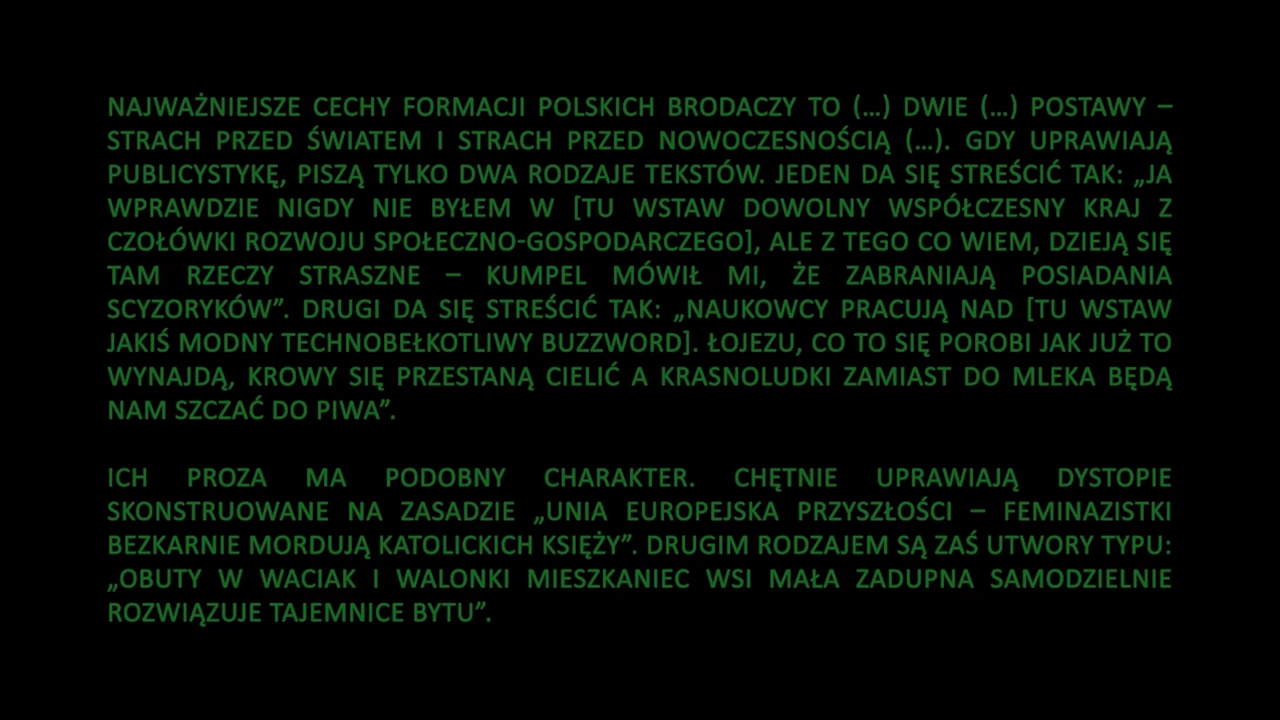 NAJWAŻNIEJSZE CECHY FORMACJI POLSKICH BRODACZY TO (…) DWIE (…) POSTAWY –
STRACH PRZED ŚWIATEM I STRACH PRZED NOWOCZESNOŚCIĄ (…). GDY UPRAWIAJĄ
PUBLICYSTYKĘ, PISZĄ TYLKO DWA RODZAJE TEKSTÓW. JEDEN DA SIĘ STREŚCIĆ TAK: „JA
WPRAWDZIE NIGDY NIE BYŁEM W [TU WSTAW DOWOLNY WSPÓŁCZESNY KRAJ Z
CZOŁÓWKI ROZWOJU SPOŁECZNO-GOSPODARCZEGO], ALE Z TEGO CO WIEM, DZIEJĄ SIĘ
TAM RZECZY STRASZNE – KUMPEL MÓWIŁ MI, ŻE ZABRANIAJĄ POSIADANIA
SCYZORYKÓW”. DRUGI DA SIĘ STREŚCIĆ TAK: „NAUKOWCY PRACUJĄ NAD [TU WSTAW
JAKIŚ MODNY TECHNOBEŁKOTLIWY BUZZWORD]. ŁOJEZU, CO TO SIĘ POROBI JAK JUŻ TO
WYNAJDĄ, KROWY SIĘ PRZESTANĄ CIELIĆ A KRASNOLUDKI ZAMIAST DO MLEKA BĘDĄ
NAM SZCZAĆ DO PIWA”.
ICH PROZA MA PODOBNY CHARAKTER. CHĘTNIE UPRAWIAJĄ DYSTOPIE
SKONSTRUOWANE NA ZASADZIE „UNIA EUROPEJSKA PRZYSZŁOŚCI – FEMINAZISTKI
BEZKARNIE MORDUJĄ KATOLICKICH KSIĘŻY”. DRUGIM RODZAJEM SĄ ZAŚ UTWORY TYPU:
„OBUTY W WACIAK I WALONKI MIESZKANIEC WSI MAŁA ZADUPNA SAMODZIELNIE
ROZWIĄZUJE TAJEMNICE BYTU”.